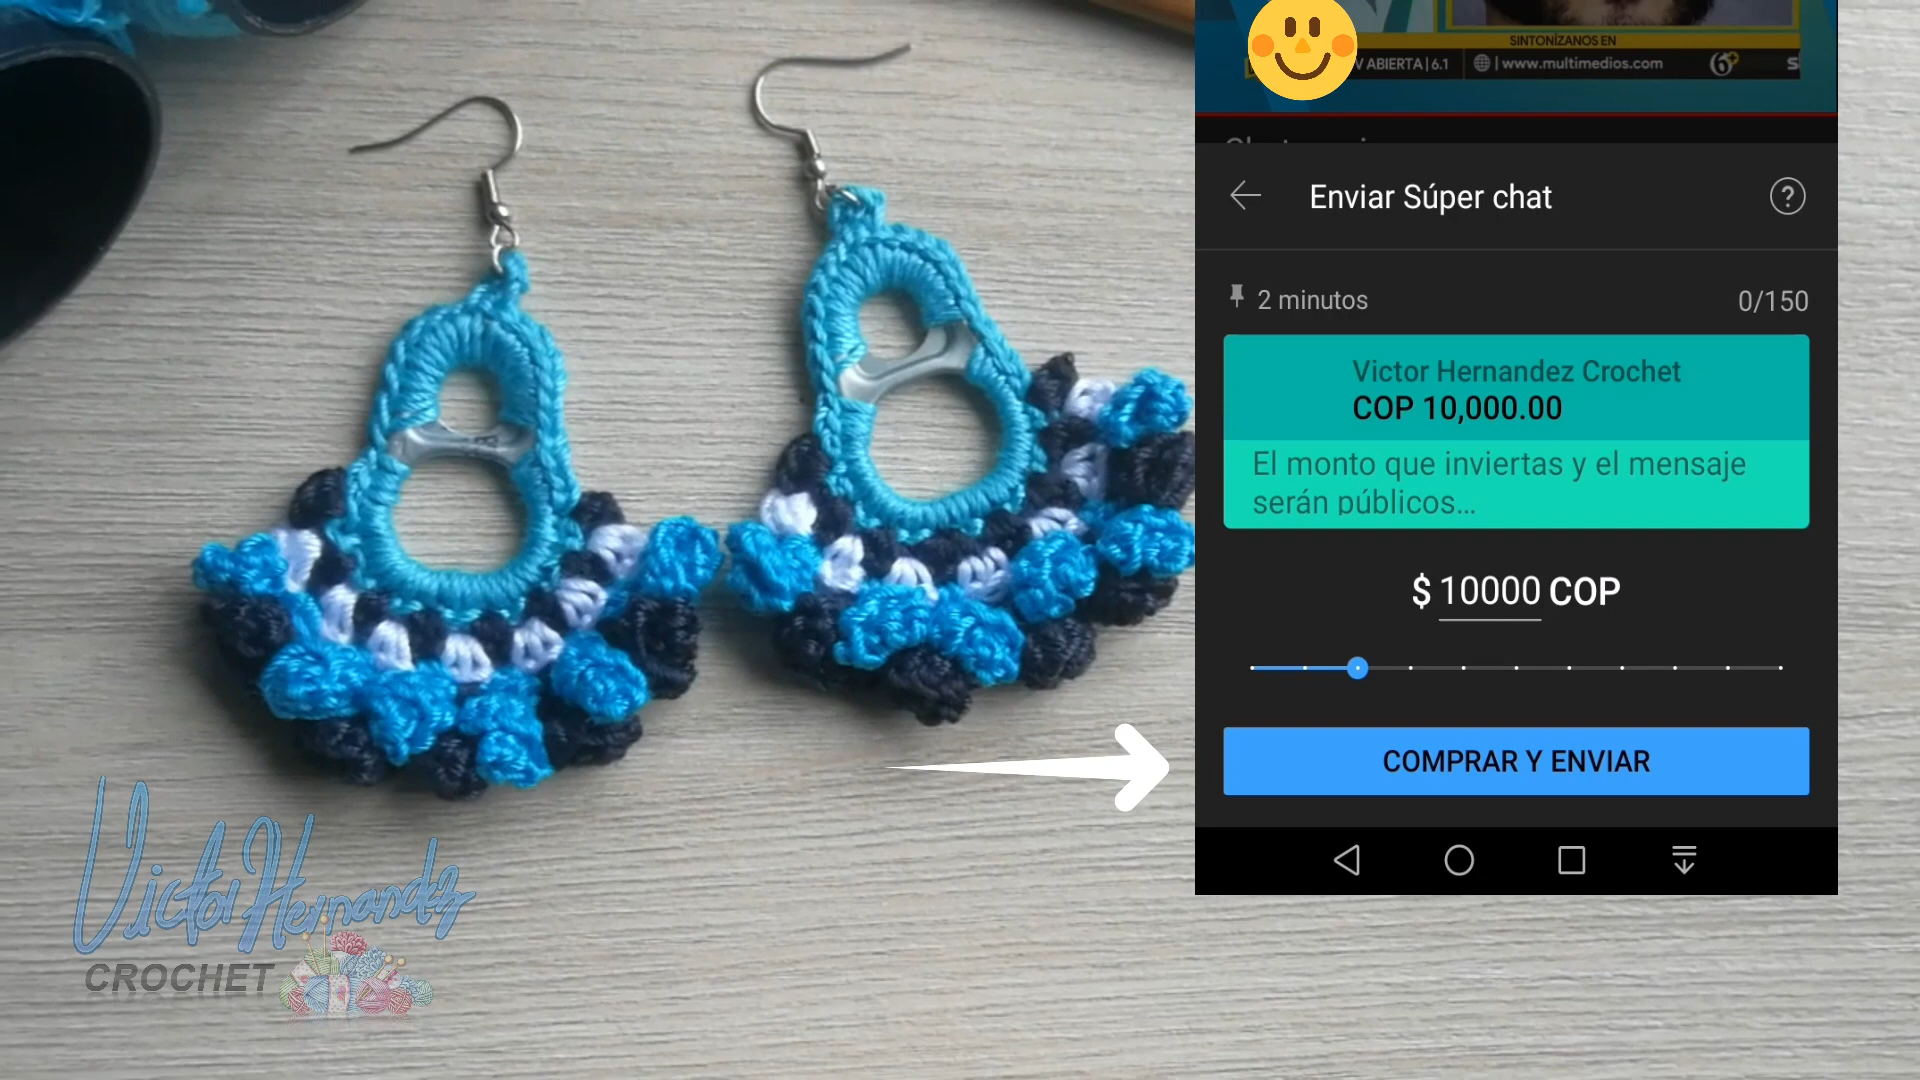 SINTONÍZANOS EN
V ABIERTA | 6.1
| www.multimedios.com
6+
S
Enviar Súper chat
?
2 minutos
0/150
Victor Hernandez Crochet
COP 10,000.00
El monto que inviertas y el mensaje
serán públicos...
$ 10000 COP
COMPRAR Y ENVIAR
Victor Hernandez
CROCHET